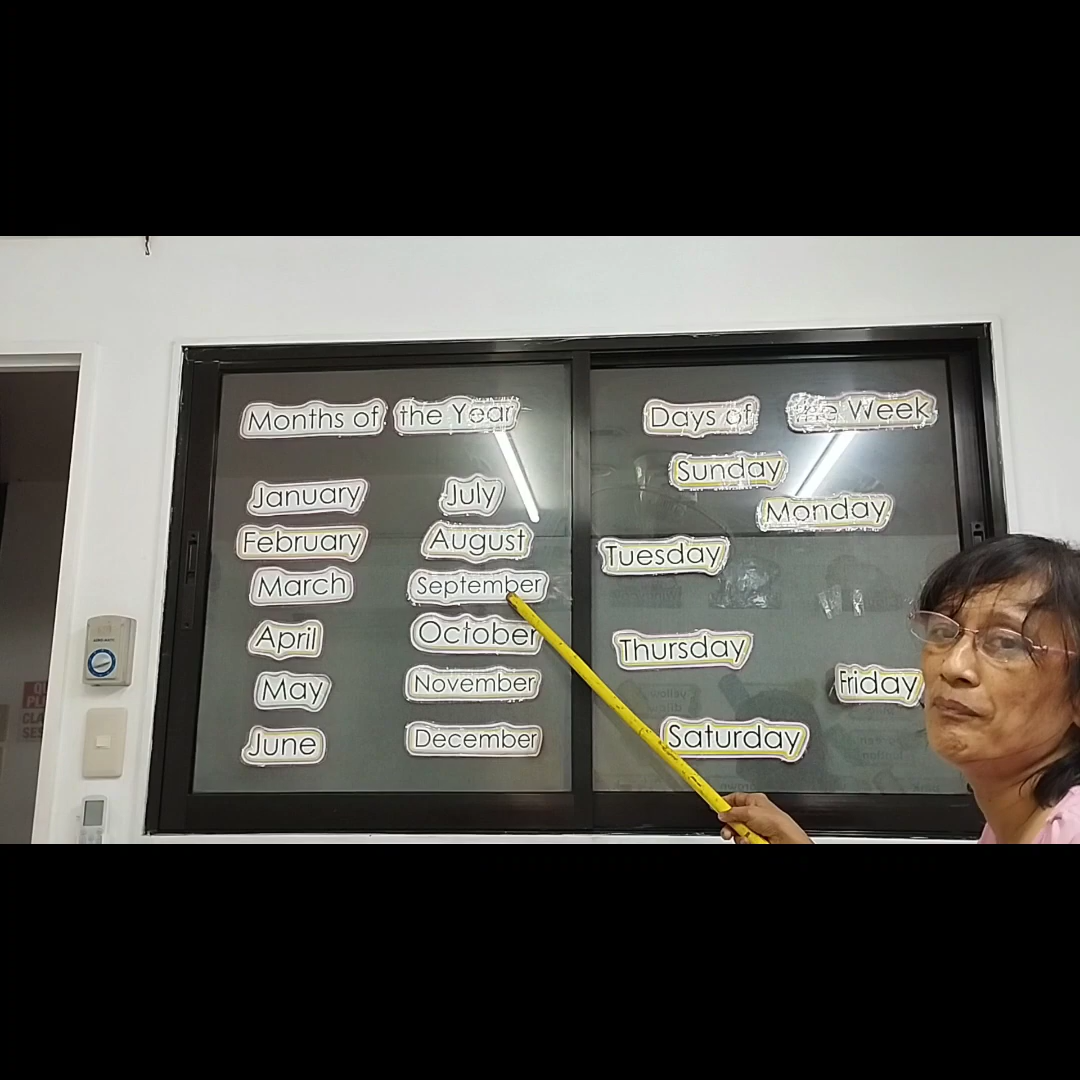 Months of the Year
January
February
March
April
May
June
July
August
September
October
November
December
Days of the Week
Sunday
Monday
Tuesday
Thursday
Friday
Saturday